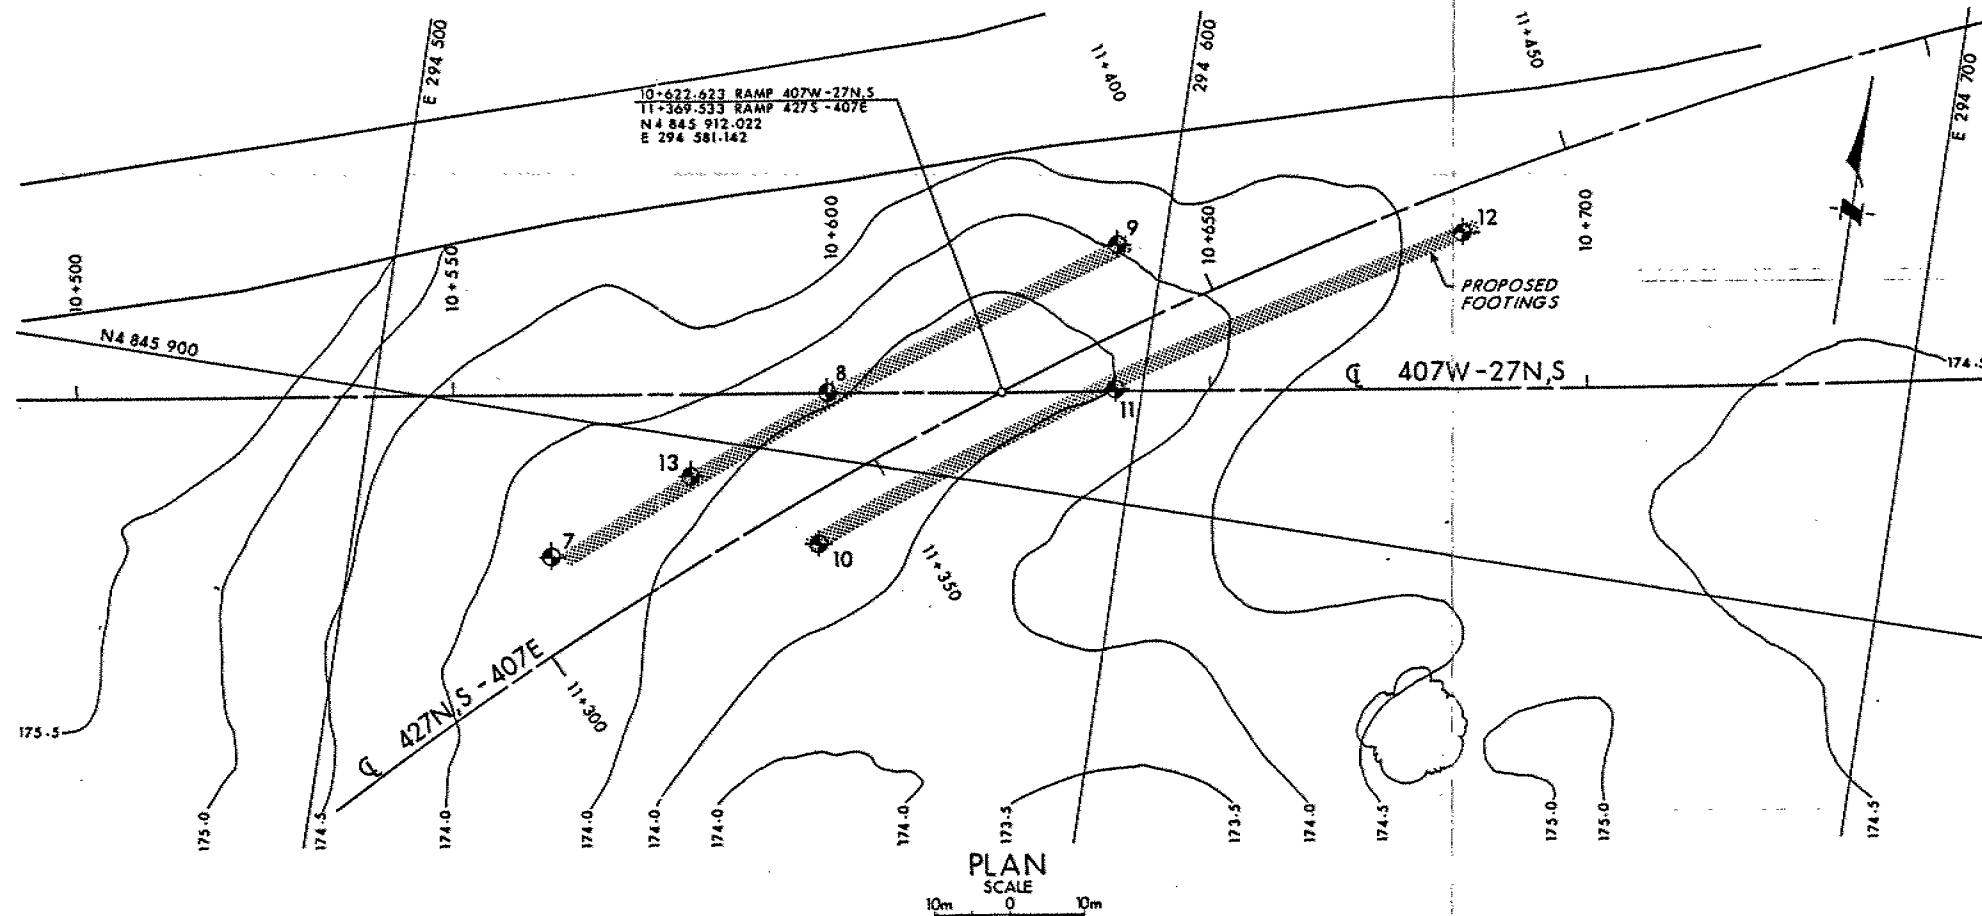 E 294 500
11+400
294 600
11+450
E 294 700
10+622.623 RAMP 407W-27N,S
11+369.533 RAMP 427S-407E
N4 845 912.022
E 294 581.142
10+500
10+550
10+600
9
10+650
12
10+700
PROPOSED
FOOTINGS
N4 845 900
174.5
8
℄ 407W-27N,S
11
13
7
10
11+350
℄ 427N,S-407E
11+300
175.5
175.0
174.5
174.0
174.0
174.0
174.0
174.0
173.5
173.5
174.0
174.5
175.0
175.0
174.5
PLAN
SCALE
10m 0 10m